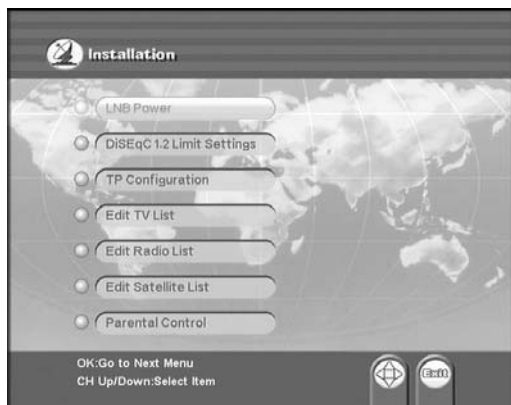 Installation
LNB Power
DiSEqC 1.2 Limit Settings
TP Configuration
Edit TV List
Edit Radio List
Edit Satellite List
Parental Control
OK:Go to Next Menu
CH Up/Down:Select Item
Exit